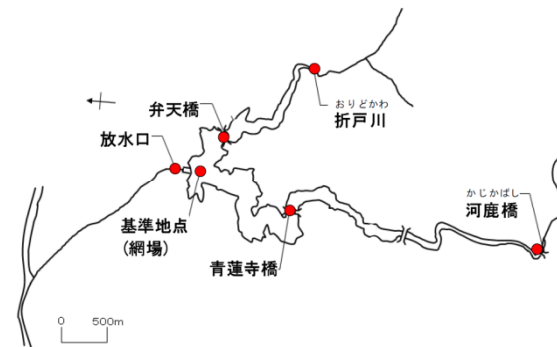 おりどかわ
折戸川
弁天橋
放水口
基準地点
(網場)
かじかばし
河鹿橋
青蓮寺橋
0 500m